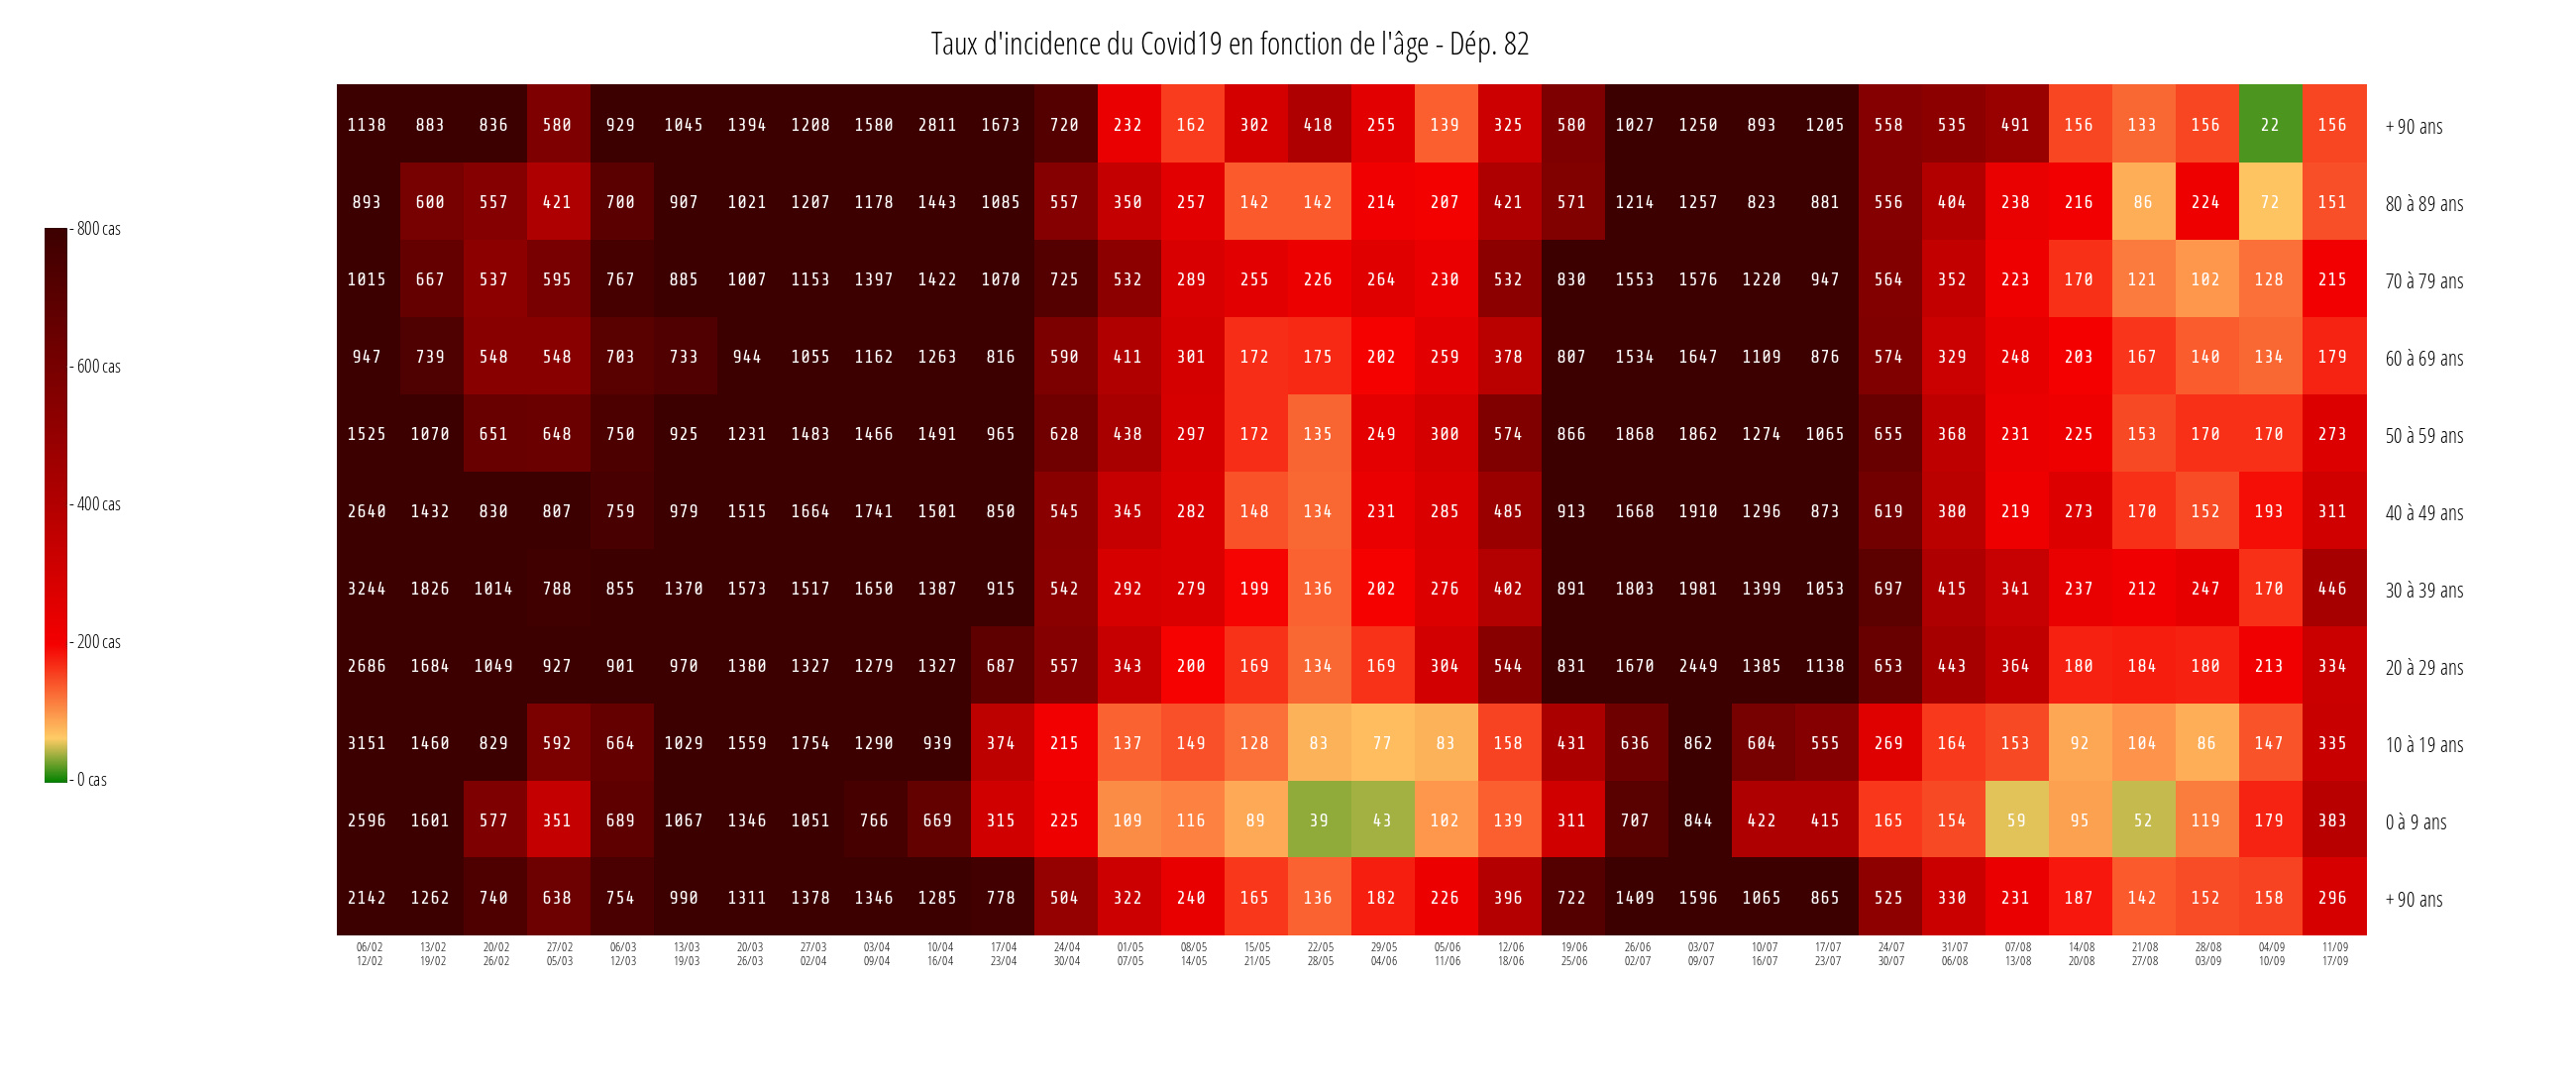 Taux d'incidence du Covid19 en fonction de l'âge - Dép. 82
- 800 cas
- 600 cas
- 400 cas
- 200 cas
- 0 cas
1138 883 836 580 929 1045 1394 1208 1580 2811 1673 720 232 162 302 418 255 139 325 580 1027 1250 893 1205 558 535 491 156 133 156 22 156 + 90 ans
893 600 557 421 700 907 1021 1207 1178 1443 1085 557 350 257 142 142 214 207 421 571 1214 1257 823 881 556 404 238 216 86 224 72 151 80 à 89 ans
1015 667 537 595 767 885 1007 1153 1397 1422 1070 725 532 289 255 226 264 230 532 830 1553 1576 1220 947 564 352 223 170 121 102 128 215 70 à 79 ans
947 739 548 548 703 733 944 1055 1162 1263 816 590 411 301 172 175 202 259 378 807 1534 1647 1109 876 574 329 248 203 167 140 134 179 60 à 69 ans
1525 1070 651 648 750 925 1231 1483 1466 1491 965 628 438 297 172 135 249 300 574 866 1868 1862 1274 1065 655 368 231 225 153 170 170 273 50 à 59 ans
2640 1432 830 807 759 979 1515 1664 1741 1501 850 545 345 282 148 134 231 285 485 913 1668 1910 1296 873 619 380 219 273 170 152 193 311 40 à 49 ans
3244 1826 1014 788 855 1370 1573 1517 1650 1387 915 542 292 279 199 136 202 276 402 891 1803 1981 1399 1053 697 415 341 237 212 247 170 446 30 à 39 ans
2686 1684 1049 927 901 970 1380 1327 1279 1327 687 557 343 200 169 134 169 304 544 831 1670 2449 1385 1138 653 443 364 180 184 180 213 334 20 à 29 ans
3151 1460 829 592 664 1029 1559 1754 1290 939 374 215 137 149 128 83 77 83 158 431 636 862 604 555 269 164 153 92 104 86 147 335 10 à 19 ans
2596 1601 577 351 689 1067 1346 1051 766 669 315 225 109 116 89 39 43 102 139 311 707 844 422 415 165 154 59 95 52 119 179 383 0 à 9 ans
2142 1262 740 638 754 990 1311 1378 1346 1285 778 504 322 240 165 136 182 226 396 722 1409 1596 1065 865 525 330 231 187 142 152 158 296 + 90 ans
06/02 13/02 20/02 27/02 06/03 13/03 20/03 27/03 03/04 10/04 17/04 24/04 01/05 08/05 15/05 22/05 29/05 05/06 12/06 19/06 26/06 03/07 10/07 17/07 24/07 31/07 07/08 14/08 21/08 28/08 04/09 11/09
12/02 19/02 26/02 05/03 12/03 19/03 26/03 02/04 09/04 16/04 23/04 30/04 07/05 14/05 21/05 28/05 04/06 11/06 18/06 25/06 02/07 09/07 16/07 23/07 30/07 06/08 13/08 20/08 27/08 03/09 10/09 17/09